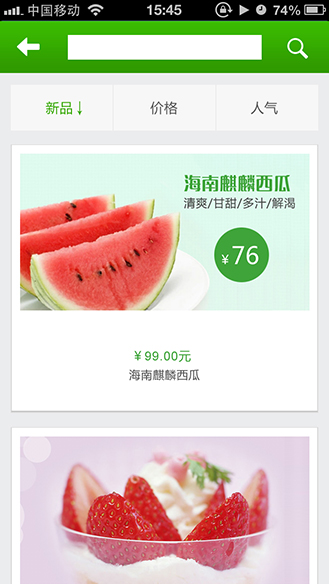 中国移动 15:45 74%
新品↓ 价格 人气
海南麒麟西瓜
清爽/甘甜/多汁/解渴
¥76
¥99.00元
海南麒麟西瓜